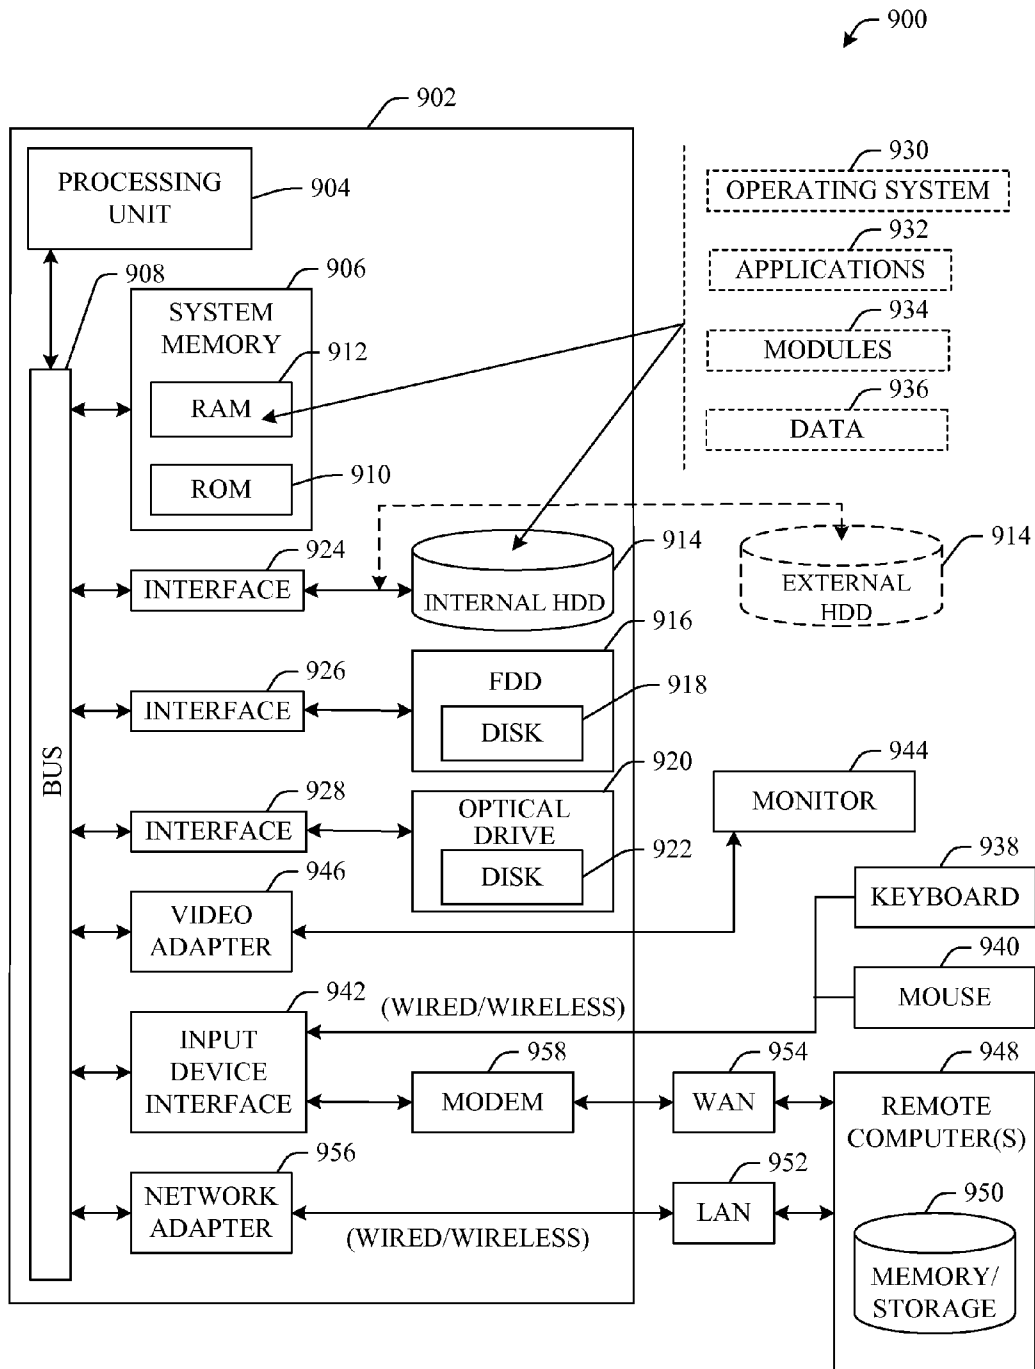 900
902
PROCESSING
UNIT
904
908
906
SYSTEM
MEMORY
912
RAM
ROM
910
BUS
930
OPERATING SYSTEM
932
APPLICATIONS
934
MODULES
936
DATA
924
INTERFACE
INTERNAL HDD
914
EXTERNAL
HDD
914
926
INTERFACE
916
FDD
918
DISK
928
INTERFACE
920
OPTICAL
DRIVE
922
DISK
944
MONITOR
946
VIDEO
ADAPTER
938
KEYBOARD
940
MOUSE
942
INPUT
DEVICE
INTERFACE
(WIRED/WIRELESS)
958
MODEM
954
WAN
948
REMOTE
COMPUTER(S)
956
NETWORK
ADAPTER
(WIRED/WIRELESS)
952
LAN
950
MEMORY/
STORAGE